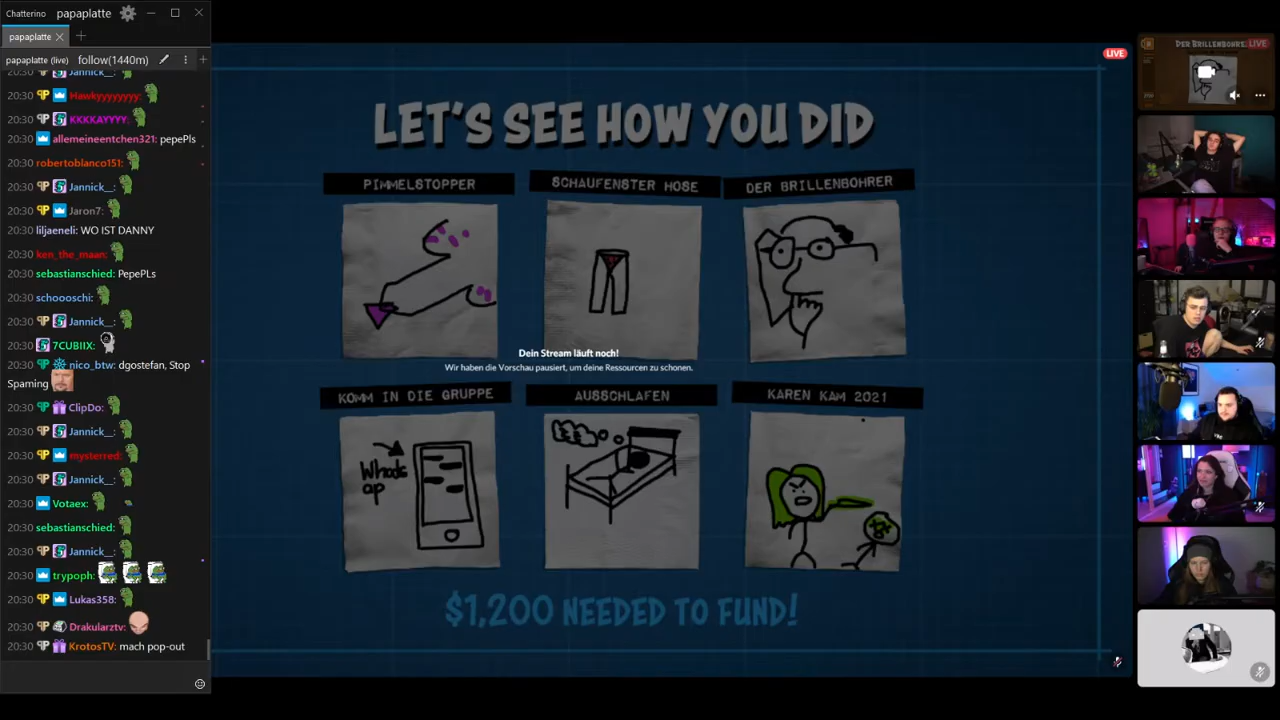 Chatterino
papaplatte
papaplatte
papaplatte (live)
follow(1440m)
20:30 Jannick__:
20:30 Hawkyyyyyyyy:
20:30 KKKKAYYYY:
20:30 allemeineentchen321: pepePls
20:30 robertoblanco151:
20:30 Jannick__:
20:30 Jaron7:
20:30 liljaeneli: WO IST DANNY
20:30 ken_the_maan:
20:30 sebastianschied: PepePLs
20:30 schoooschi:
20:30 Jannick__:
20:30 7CUBIIX:
20:30 nico_btw: dgostefan, Stop
Spaming
20:30 ClipDo:
20:30 Jannick__:
20:30 mysterred:
20:30 Jannick__:
20:30 Votaex:
20:30 sebastianschied:
20:30 Jannick__:
20:30 trypoph:
20:30 Lukas358:
20:30 Drakularztv:
20:30 KrotosTV: mach pop-out
LIVE
LET'S SEE HOW YOU DID
PIMMELSTOPPER
SCHAUFENSTER HOSE
DER BRILLENBOHRER
Dein Stream läuft noch!
Wir haben die Vorschau pausiert, um deine Ressourcen zu schonen.
KOMM IN DIE GRUPPE
AUSSCHLAFEN
KAREN KAM 2021
Whats
ap
$1,200 NEEDED TO FUND!
DER BRILLENBOHRE
LIVE